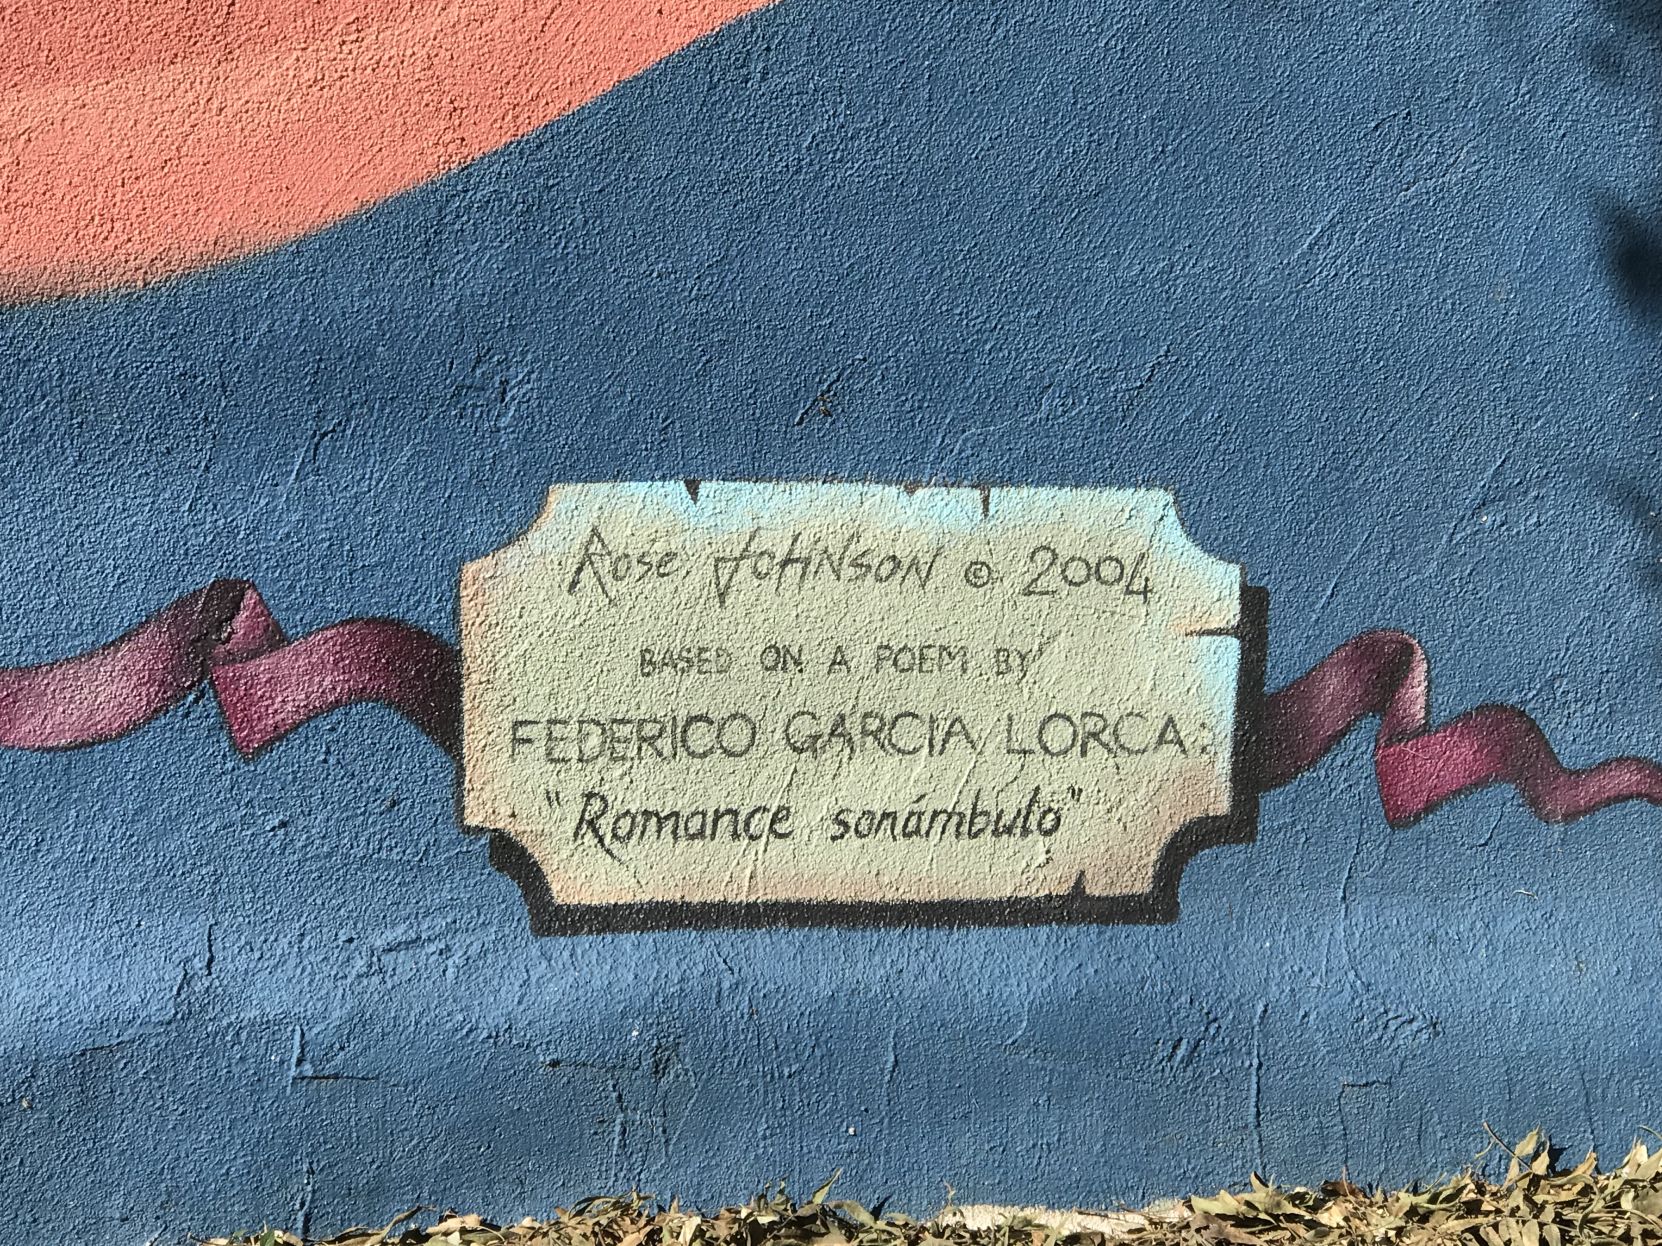 Rose Johnson © 2004
BASED ON A POEM BY
FEDERICO GARCIA LORCA:
"Romance sonámbulo"